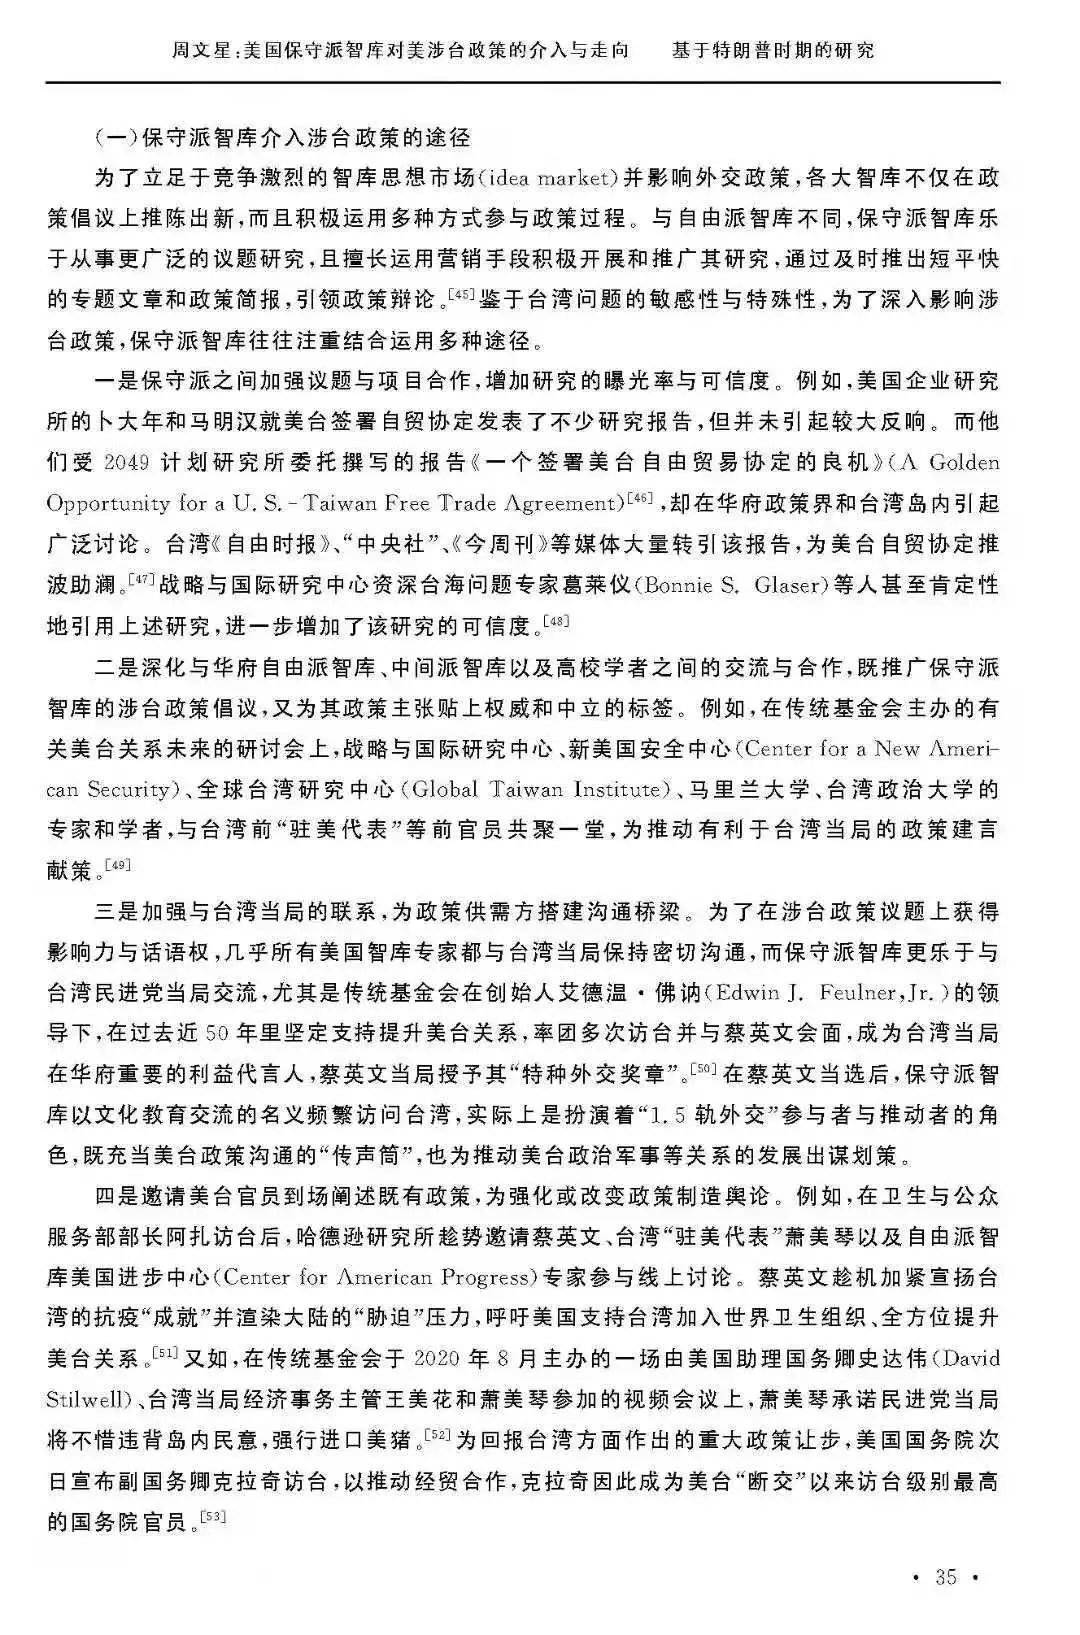 周文星:美国保守派智库对美涉台政策的介入与走向 基于特朗普时期的研究
(一)保守派智库介入涉台政策的途径
为了立足于竞争激烈的智库思想市场(idea market)并影响外交政策,各大智库不仅在政
策倡议上推陈出新,而且积极运用多种方式参与政策过程。与自由派智库不同,保守派智库乐
于从事更广泛的议题研究,且擅长运用营销手段积极开展和推广其研究,通过及时推出短平快
的专题文章和政策简报,引领政策辩论。[45]鉴于台湾问题的敏感性与特殊性,为了深入影响涉
台政策,保守派智库往往注重结合运用多种途径。
一是保守派之间加强议题与项目合作,增加研究的曝光率与可信度。例如,美国企业研究
所的卜大年和马明汉就美台签署自贸协定发表了不少研究报告,但并未引起较大反响。而他
们受 2049 计划研究所委托撰写的报告《一个签署美台自由贸易协定的良机》(A Golden
Opportunity for a U. S. - Taiwan Free Trade Agreement)[46],却在华府政策界和台湾岛内引起
广泛讨论。台湾《自由时报》、“中央社”、《今周刊》等媒体大量转引该报告,为美台自贸协定推
波助澜。[47]战略与国际研究中心资深台海问题专家葛莱仪(Bonnie S. Glaser)等人甚至肯定性
地引用上述研究,进一步增加了该研究的可信度。[48]
二是深化与华府自由派智库、中间派智库以及高校学者之间的交流与合作,既推广保守派
智库的涉台政策倡议,又为其政策主张贴上权威和中立的标签。例如,在传统基金会主办的有
关美台关系未来的研讨会上,战略与国际研究中心、新美国安全中心(Center for a New Ameri-
can Security)、全球台湾研究中心(Global Taiwan Institute)、马里兰大学、台湾政治大学的
专家和学者,与台湾前“驻美代表”等前官员共聚一堂,为推动有利于台湾当局的政策建言
献策。[49]
三是加强与台湾当局的联系,为政策供需方搭建沟通桥梁。为了在涉台政策议题上获得
影响力与话语权,几乎所有美国智库专家都与台湾当局保持密切沟通,而保守派智库更乐于与
台湾民进党当局交流,尤其是传统基金会在创始人艾德温·佛讷(Edwin J. Feulner,Jr.)的领
导下,在过去近 50 年里坚定支持提升美台关系,率团多次访台并与蔡英文会面,成为台湾当局
在华府重要的利益代言人,蔡英文当局授予其“特种外交奖章”。[50]在蔡英文当选后,保守派智
库以文化教育交流的名义频繁访问台湾,实际上是扮演着“1. 5 轨外交”参与者与推动者的角
色,既充当美台政策沟通的“传声筒”,也为推动美台政治军事等关系的发展出谋划策。
四是邀请美台官员到场阐述既有政策,为强化或改变政策制造舆论。例如,在卫生与公众
服务部部长阿扎访台后,哈德逊研究所趁势邀请蔡英文、台湾“驻美代表”萧美琴以及自由派智
库美国进步中心(Center for American Progress)专家参与线上讨论。蔡英文趁机加紧宣扬台
湾的抗疫“成就”并渲染大陆的“胁迫”压力,呼吁美国支持台湾加入世界卫生组织、全方位提升
美台关系。[51]又如,在传统基金会于 2020 年 8 月主办的一场由美国助理国务卿史达伟(David
Stilwell)、台湾当局经济事务主管王美花和萧美琴参加的视频会议上,萧美琴承诺民进党当局
将不惜违背岛内民意,强行进口美猪。[52]为回报台湾方面作出的重大政策让步,美国国务院次
日宣布副国务卿克拉奇访台,以推动经贸合作,克拉奇因此成为美台“断交”以来访台级别最高
的国务院官员。[53]
· 35 ·